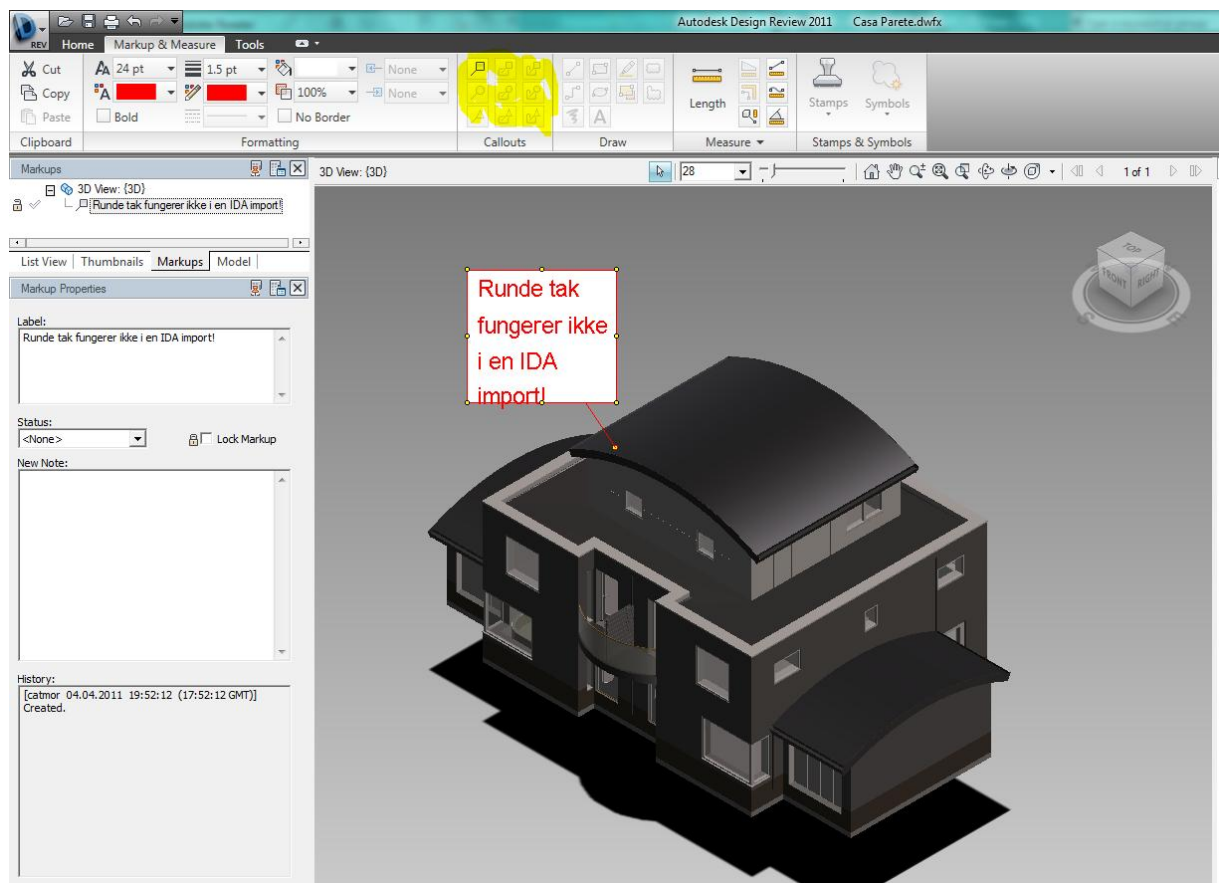 Autodesk Design Review 2011 Casa Parete.dwfx
REV Home Markup & Measure Tools
Cut 24 pt 1.5 pt None
Copy 100% None
Paste Bold No Border
Length Stamps Symbols
Clipboard Formatting Callouts Draw Measure Stamps & Symbols
Markups
3D View: {3D} 28 1 of 1
3D View: {3D}
Runde tak fungerer ikke i en IDA import!
List View Thumbnails Markups Model
Markup Properties
Label:
Runde tak fungerer ikke i en IDA import!
Status:
<None> Lock Markup
New Note:
History:
[catmor 04.04.2011 19:52:12 (17:52:12 GMT)]
Created.
Runde tak
fungerer ikke
i en IDA
import!
TOP
FRONT RIGHT
S E